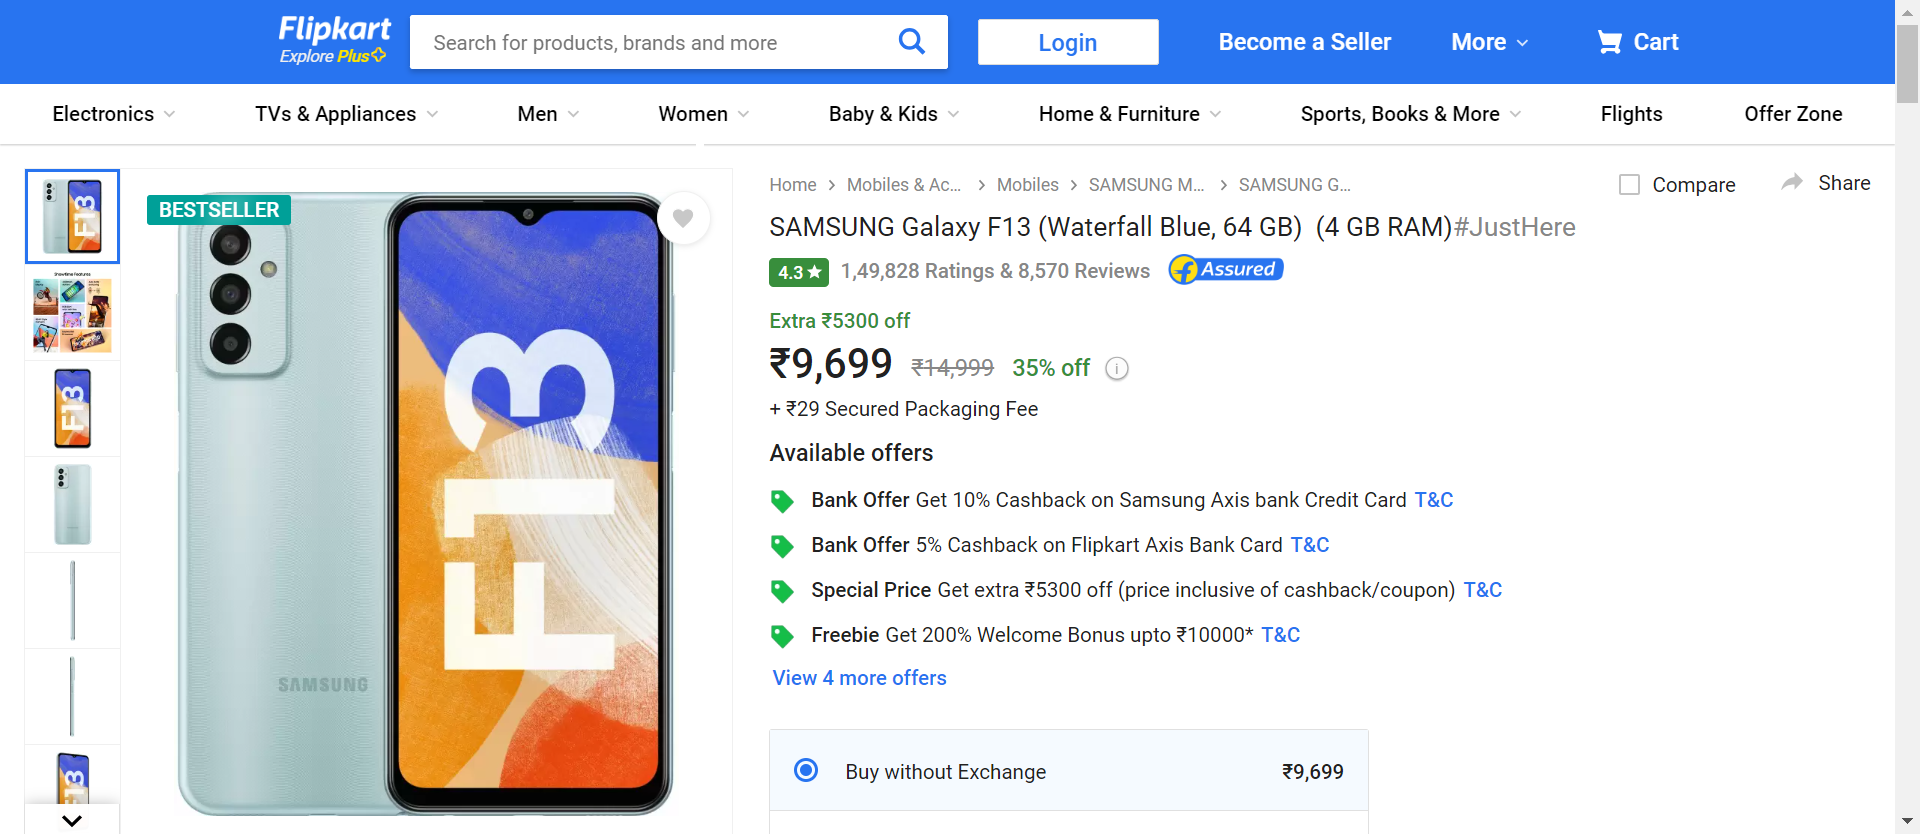 Flipkart
Explore Plus
Search for products, brands and more
Login
Become a Seller
More
Cart
Electronics
TVs & Appliances
Men
Women
Baby & Kids
Home & Furniture
Sports, Books & More
Flights
Offer Zone
BESTSELLER
F13
SAMSUNG
Showtime Features
F13
F13
F13
Home
Mobiles & Ac...
Mobiles
SAMSUNG M...
SAMSUNG G...
Compare
Share
SAMSUNG Galaxy F13 (Waterfall Blue, 64 GB)  (4 GB RAM)#JustHere
4.3
1,49,828 Ratings & 8,570 Reviews
f Assured
Extra ₹5300 off
₹9,699 ₹14,999 35% off i
+ ₹29 Secured Packaging Fee
Available offers
Bank Offer Get 10% Cashback on Samsung Axis bank Credit Card T&C
Bank Offer 5% Cashback on Flipkart Axis Bank Card T&C
Special Price Get extra ₹5300 off (price inclusive of cashback/coupon) T&C
Freebie Get 200% Welcome Bonus upto ₹10000* T&C
View 4 more offers
Buy without Exchange ₹9,699